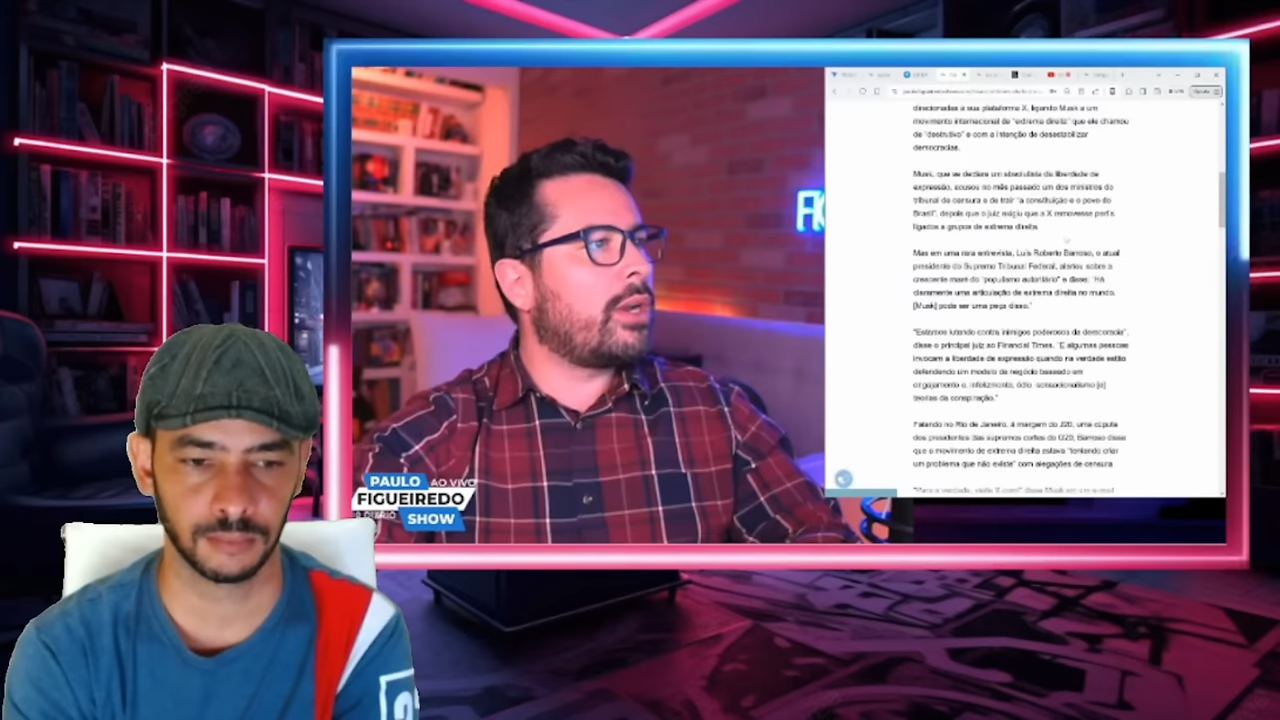 direcionadas à sua plataforma X, ligando Musk a um
movimento internacional de "extrema direita" que ele chamou
de "destrutivo" e com a intenção de desestabilizar
democracias.
Musk, que se declara um absolutista da liberdade de
expressão, acusou no mês passado um dos ministros do
tribunal de censura e de trair "a constituição e o povo do
Brasil", depois que o juiz exigiu que a X removesse perfis
ligados a grupos de extrema direita
Mas em uma rara entrevista, Luís Roberto Barroso, o atual
presidente do Supremo Tribunal Federal, alertou sobre a
crescente maré do "populismo autoritário" e disse: "Há
claramente uma articulação de extrema direita no mundo.
[Musk] pode ser uma peça disso."
"Estamos lutando contra inimigos poderosos da democracia",
disse o principal juiz ao Financial Times. "E algumas pessoas
invocam a liberdade de expressão quando na verdade estão
defendendo um modelo de negócio baseado em
engajamento e, infelizmente, ódio, sensacionalismo [e]
teorias da conspiração."
Falando no Rio de Janeiro, à margem do J20, uma cúpula
dos presidentes das supremas cortes do G20, Barroso disse
que o movimento de extrema direita estava "tentando criar
um problema que não existe" com alegações de censura
PAULO AO VIVO
FIGUEIREDO
DIÁRIO SHOW